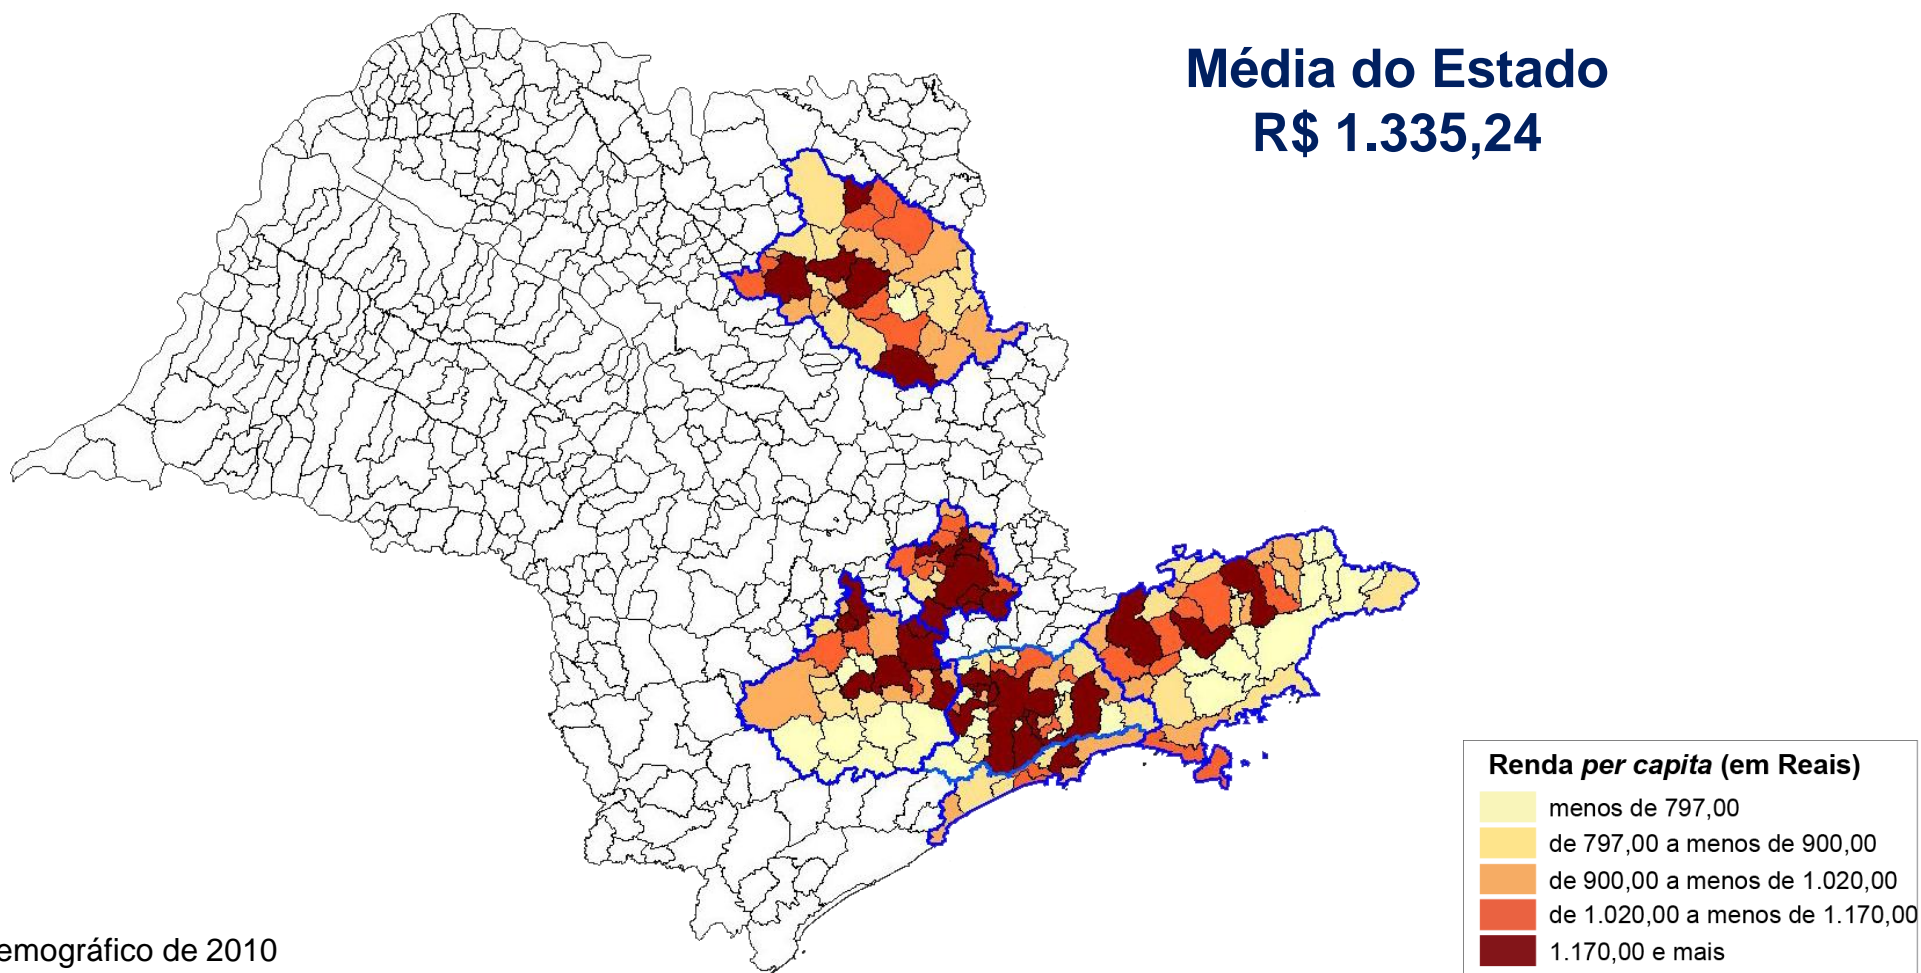 Média do Estado
R$ 1.335,24
Renda per capita (em Reais)
menos de 797,00
de 797,00 a menos de 900,00
de 900,00 a menos de 1.020,00
de 1.020,00 a menos de 1.170,00
1.170,00 e mais
emográfico de 2010